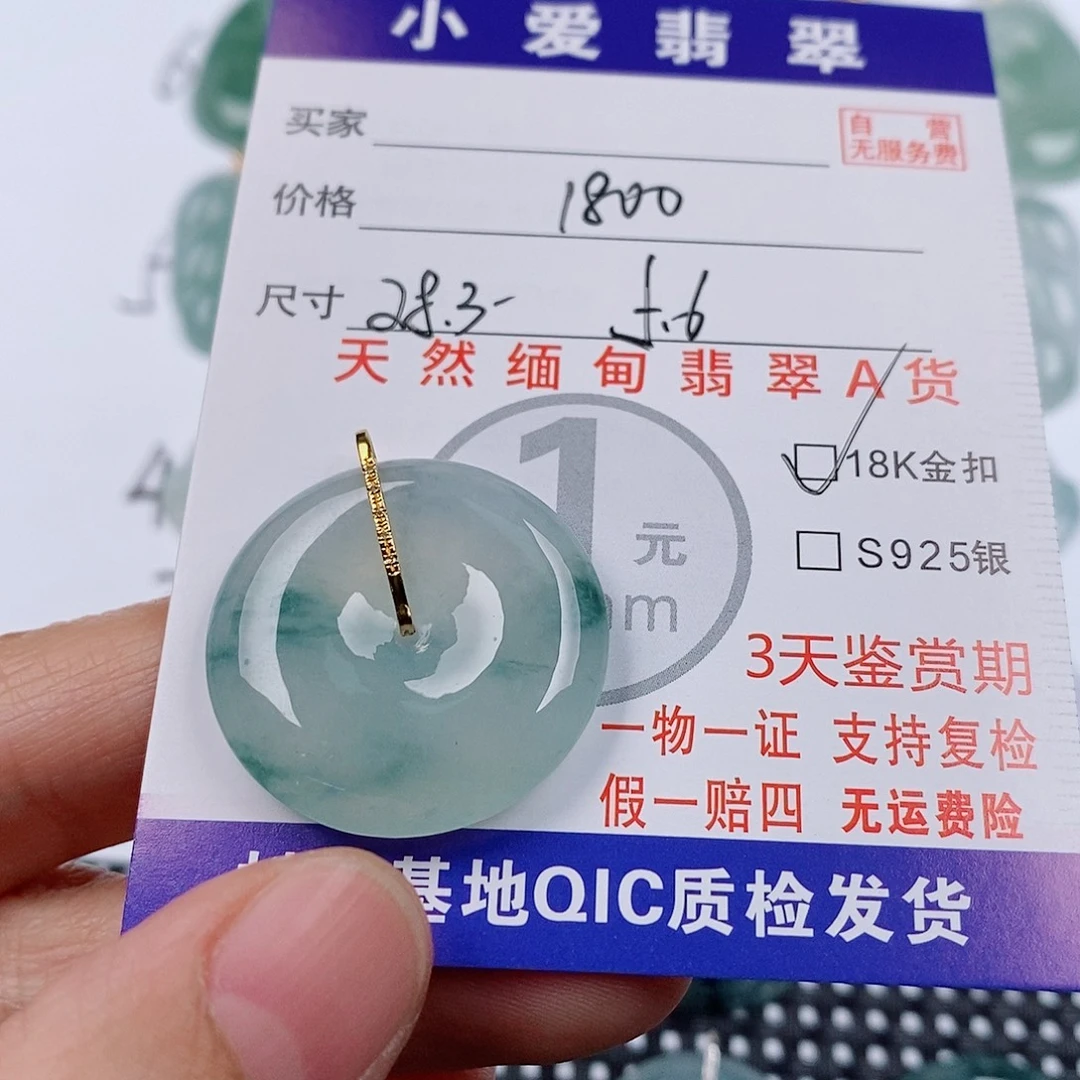 小爱翡翠
买家
自营
无服务费
价格 1800
尺寸 28.3- 5.6
天然缅甸翡翠A货
18K金扣
1
元
S925银
3天鉴赏期
一物一证 支持复检
假一赔四 无运费险
基地QIC质检发货